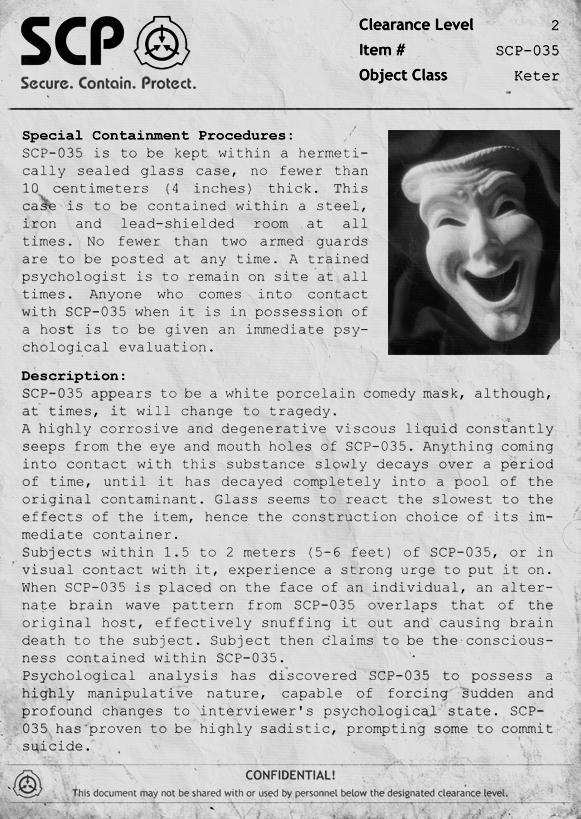 SCP
Secure. Contain. Protect.
Clearance Level 2
Item # SCP-035
Object Class Keter
Special Containment Procedures:
SCP-035 is to be kept within a hermeti-
cally sealed glass case, no fewer than
10 centimeters (4 inches) thick. This
case is to be contained within a steel,
iron and lead-shielded room at all
times. No fewer than two armed guards
are to be posted at any time. A trained
psychologist is to remain on site at all
times. Anyone who comes into contact
with SCP-035 when it is in possession of
a host is to be given an immediate psy-
chological evaluation.
Description:
SCP-035 appears to be a white porcelain comedy mask, although,
at times, it will change to tragedy.
A highly corrosive and degenerative viscous liquid constantly
seeps from the eye and mouth holes of SCP-035. Anything coming
into contact with this substance slowly decays over a period
of time, until it has decayed completely into a pool of the
original contaminant. Glass seems to react the slowest to the
effects of the item, hence the construction choice of its im-
mediate container.
Subjects within 1.5 to 2 meters (5-6 feet) of SCP-035, or in
visual contact with it, experience a strong urge to put it on.
When SCP-035 is placed on the face of an individual, an alter-
nate brain wave pattern from SCP-035 overlaps that of the
original host, effectively snuffing it out and causing brain
death to the subject. Subject then claims to be the conscious-
ness contained within SCP-035.
Psychological analysis has discovered SCP-035 to possess a
highly manipulative nature, capable of forcing sudden and
profound changes to interviewer's psychological state. SCP-
035 has proven to be highly sadistic, prompting some to commit
suicide.
CONFIDENTIAL!
This document may not be shared with or used by personnel below the designated clearance level.